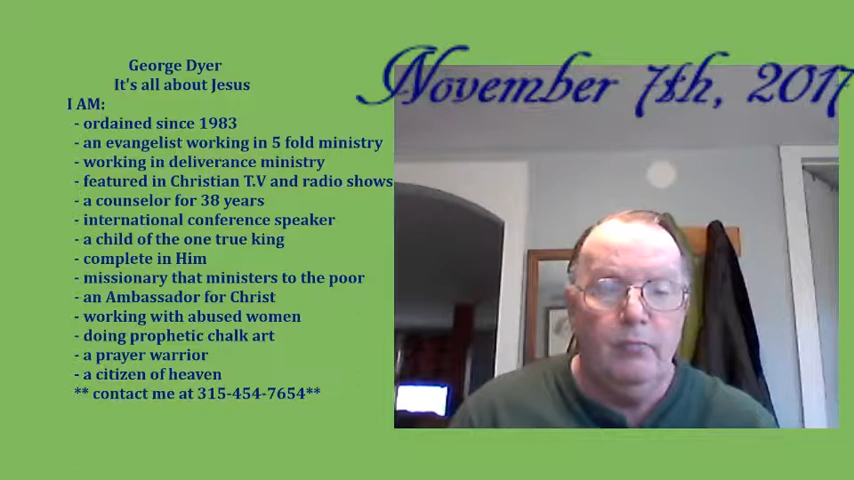 George Dyer
It's all about Jesus
I AM:
- ordained since 1983
- an evangelist working in 5 fold ministry
- working in deliverance ministry
- featured in Christian T.V and radio shows
- a counselor for 38 years
- international conference speaker
- a child of the one true king
- complete in Him
- missionary that ministers to the poor
- an Ambassador for Christ
- working with abused women
- doing prophetic chalk art
- a prayer warrior
- a citizen of heaven
** contact me at 315-454-7654**
November 7th, 2017